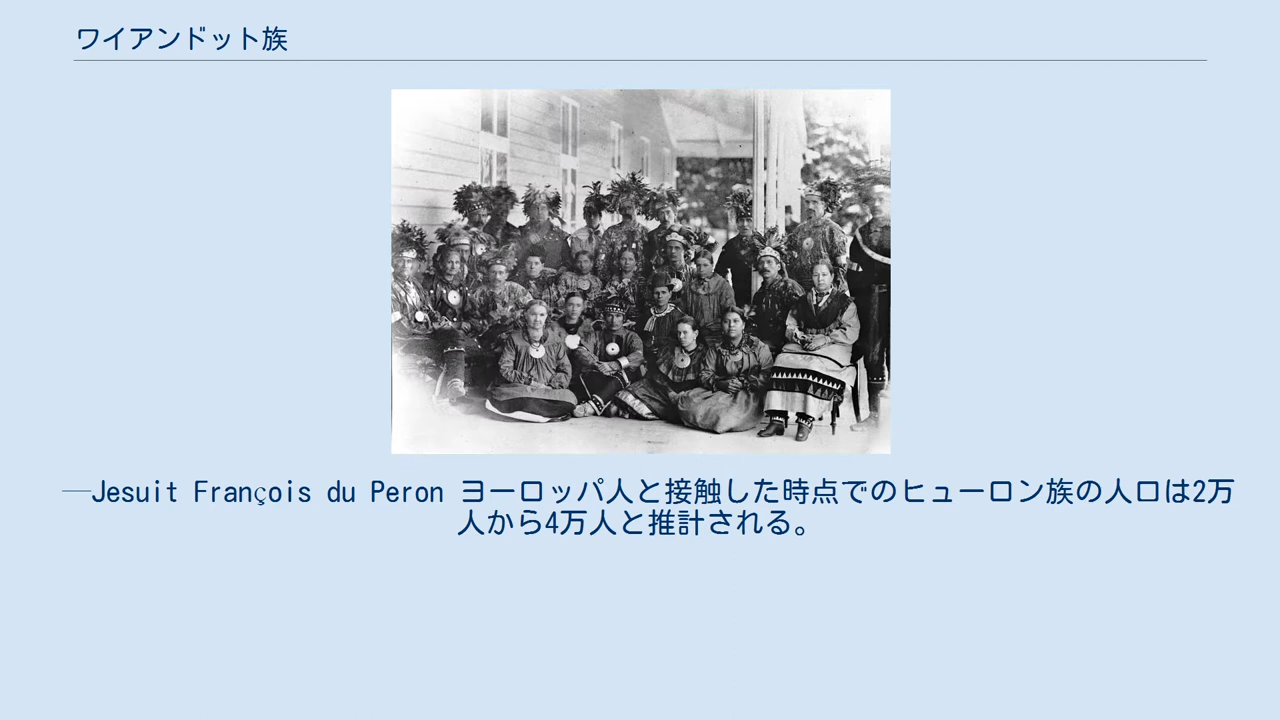 ワイアンドット族
―Jesuit François du Peron ヨーロッパ人と接触した時点でのヒューロン族の人口は2万
人から4万人と推計される。